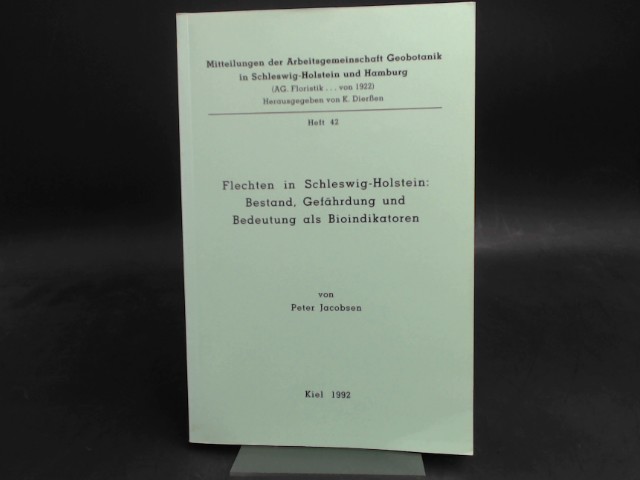 Mitteilungen der Arbeitsgemeinschaft Geobotanik
in Schleswig-Holstein und Hamburg
(AG. Floristik . . . von 1922)
Herausgegeben von K. Dierßen
Heft 42
Flechten in Schleswig-Holstein:
Bestand, Gefährdung und
Bedeutung als Bioindikatoren
von
Peter Jacobsen
Kiel 1992